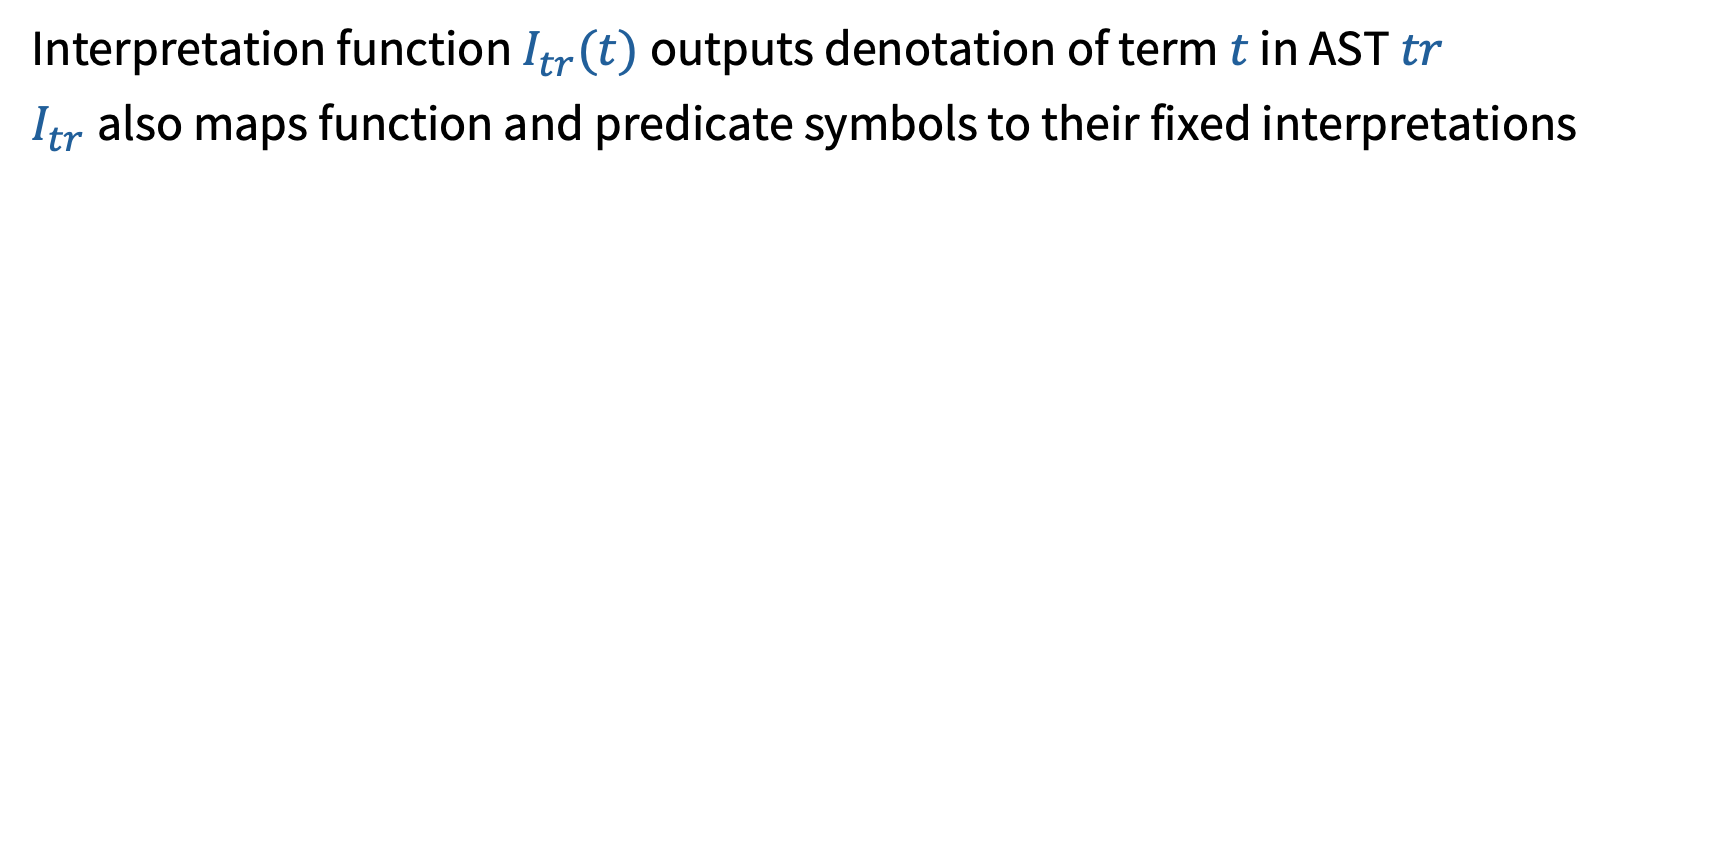 Interpretation function I_tr(t) outputs denotation of term t in AST tr
I_tr also maps function and predicate symbols to their fixed interpretations